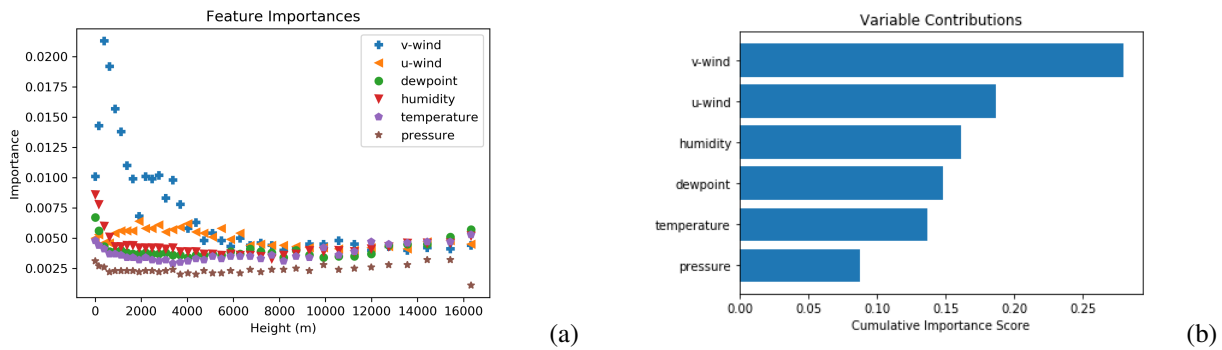 Feature Importances
0.0200
0.0175
0.0150
0.0125
0.0100
0.0075
0.0050
0.0025
Importance
v-wind
u-wind
dewpoint
humidity
temperature
pressure
0 2000 4000 6000 8000 10000 12000 14000 16000
Height (m)
(a)
Variable Contributions
v-wind
u-wind
humidity
dewpoint
temperature
pressure
0.00 0.05 0.10 0.15 0.20 0.25
Cumulative Importance Score
(b)